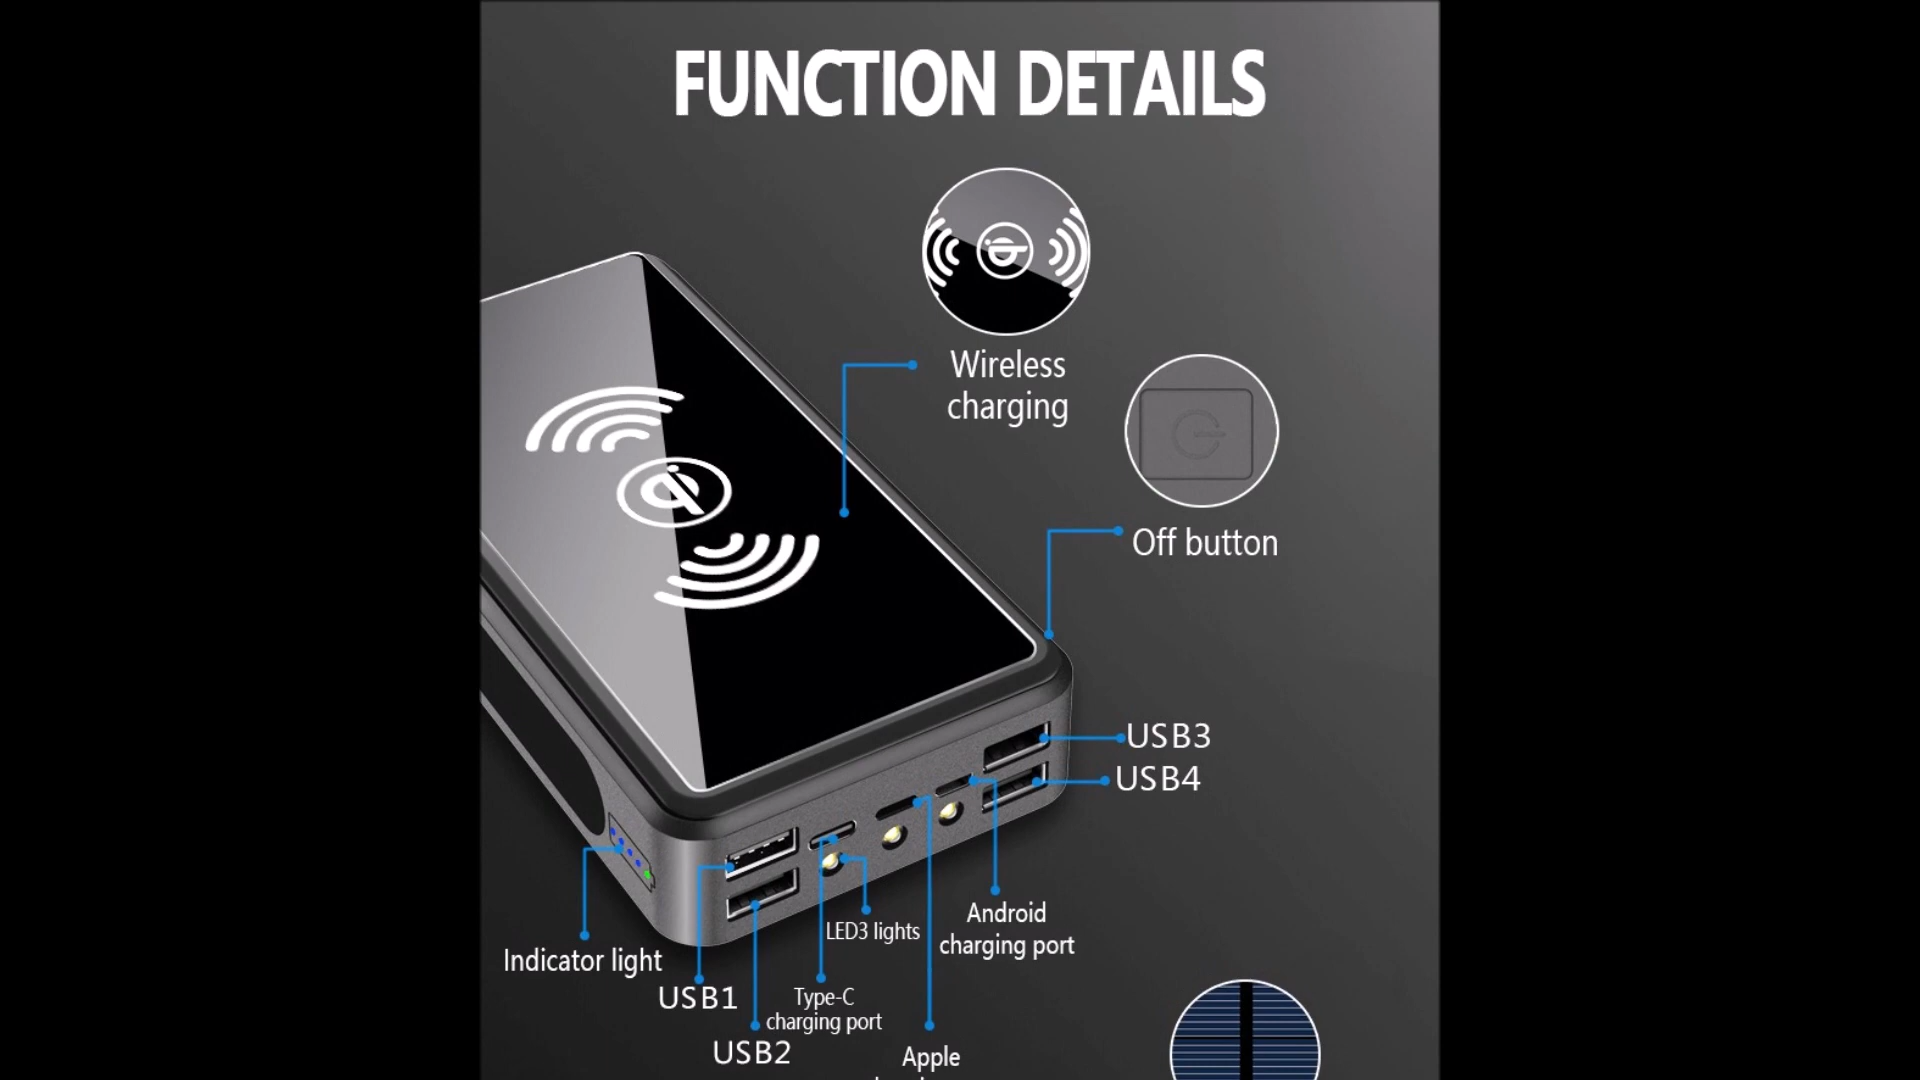 FUNCTION DETAILS
Wireless
charging
Off button
USB3
USB4
Android
charging port
LED3 lights
Indicator light
USB1
Type-C
charging port
USB2
Apple